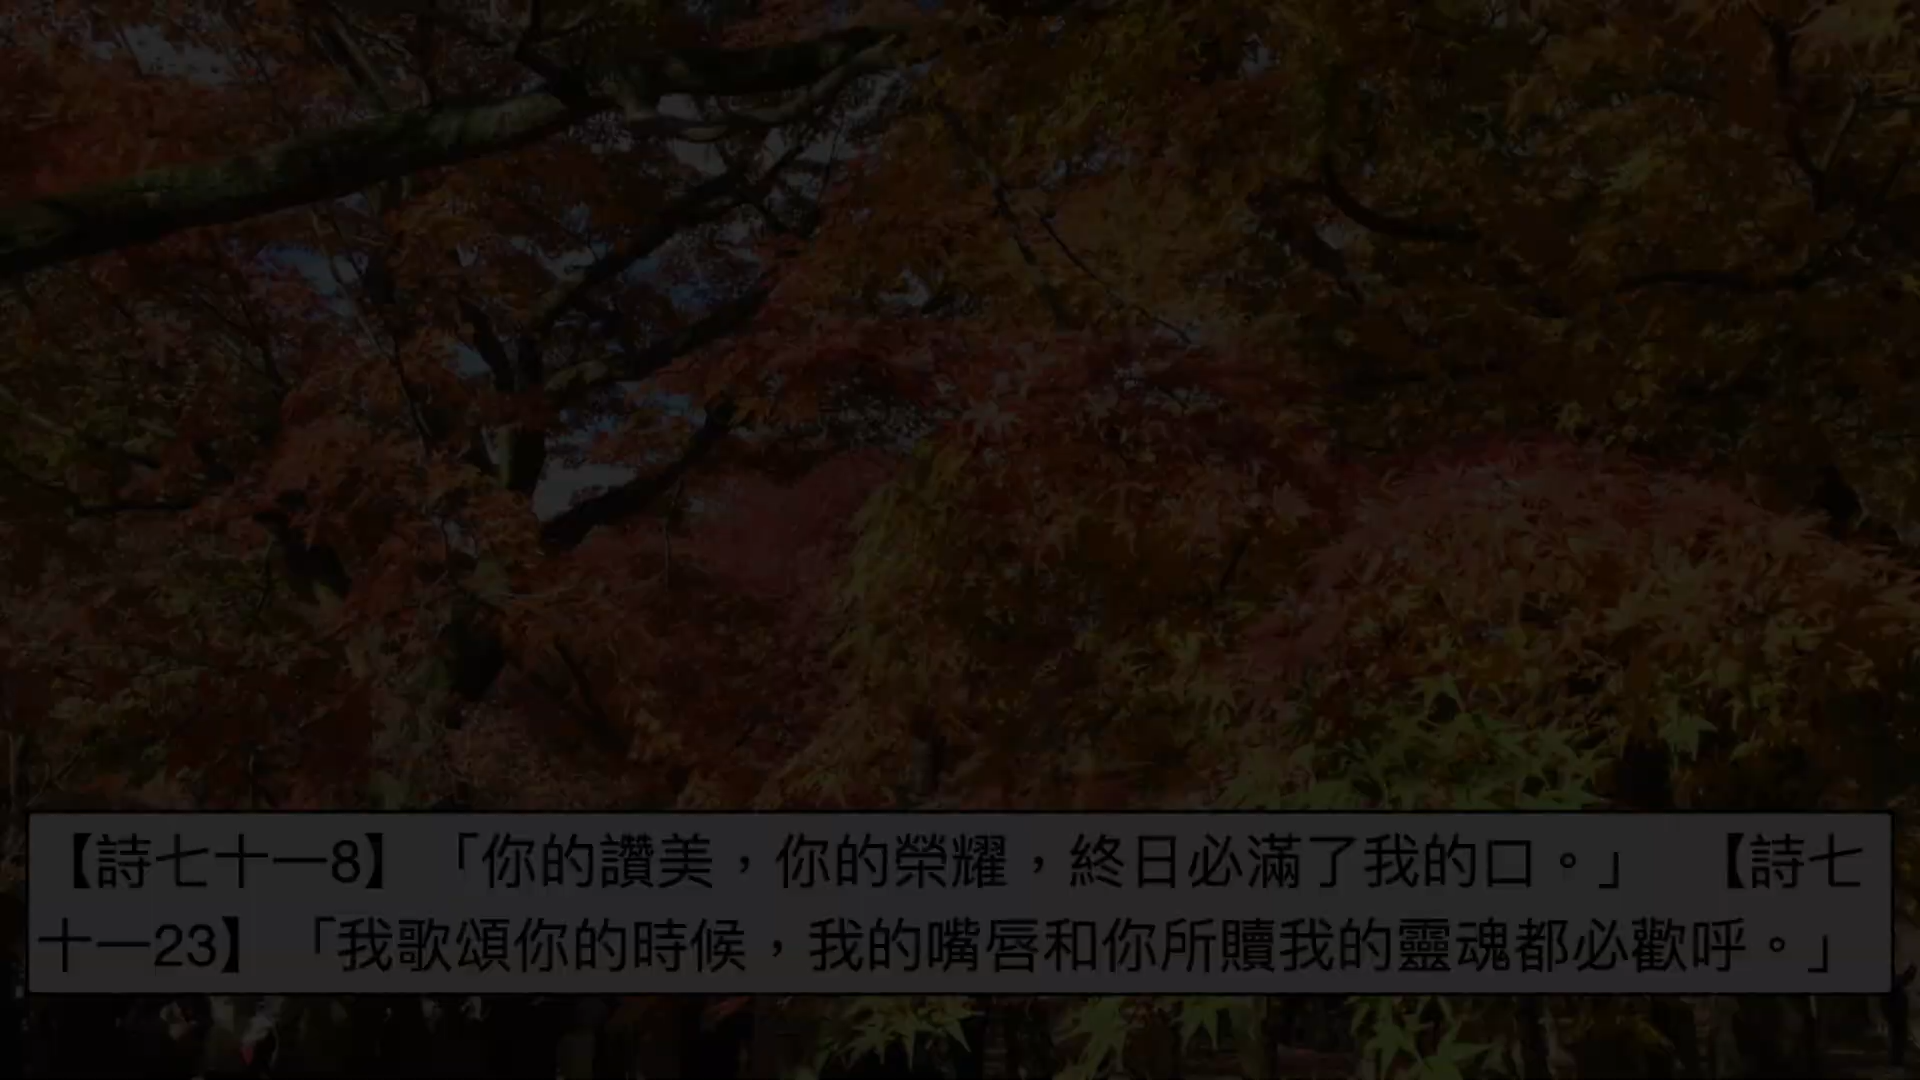 【詩七十一8】「你的讚美，你的榮耀，終日必滿了我的口。」　【詩七
十一23】「我歌頌你的時候，我的嘴唇和你所贖我的靈魂都必歡呼。」